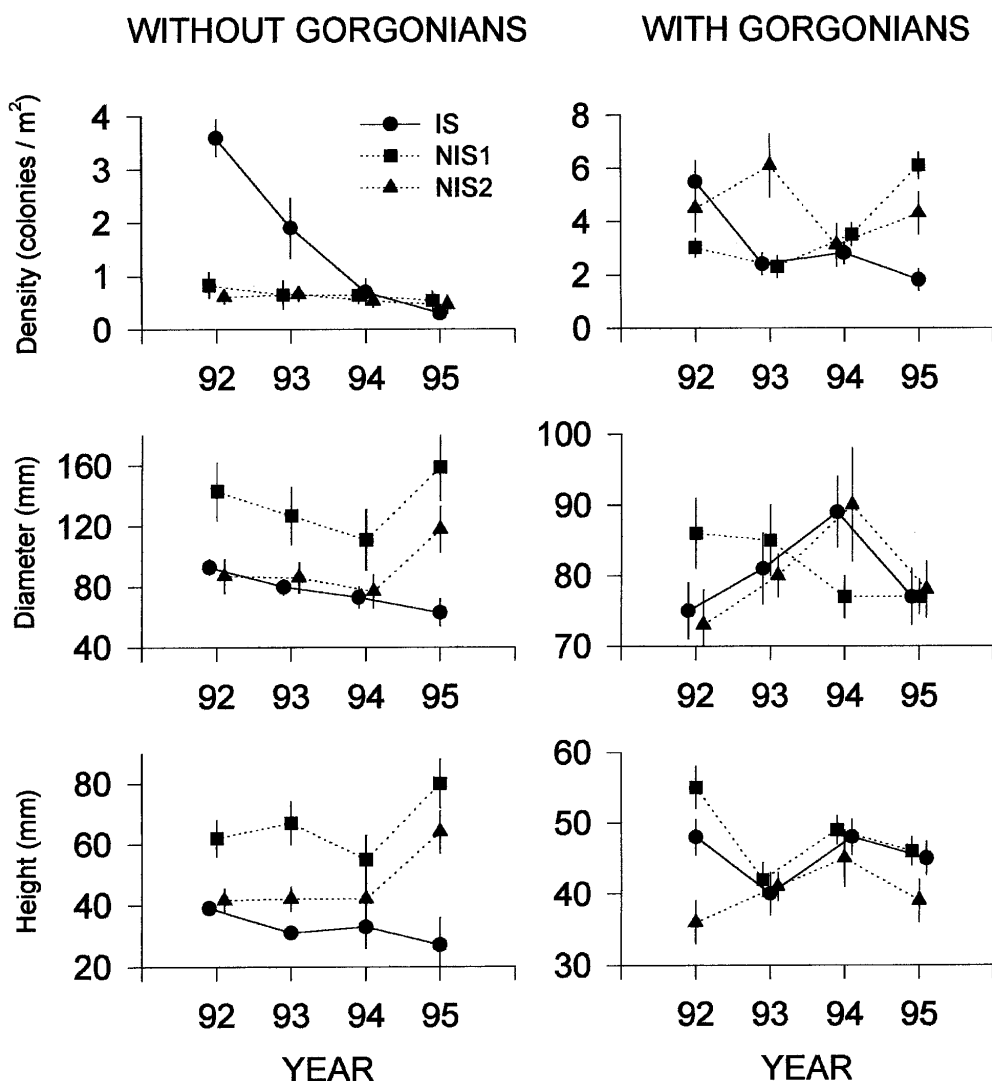 WITHOUT GORGONIANS
WITH GORGONIANS
Density (colonies / m²)
4
3
2
1
0
IS
NIS1
NIS2
92 93 94 95
8
6
4
2
0
92 93 94 95
Diameter (mm)
160
120
80
40
92 93 94 95
100
90
80
70
92 93 94 95
Height (mm)
80
60
40
20
92 93 94 95
YEAR
60
50
40
30
92 93 94 95
YEAR